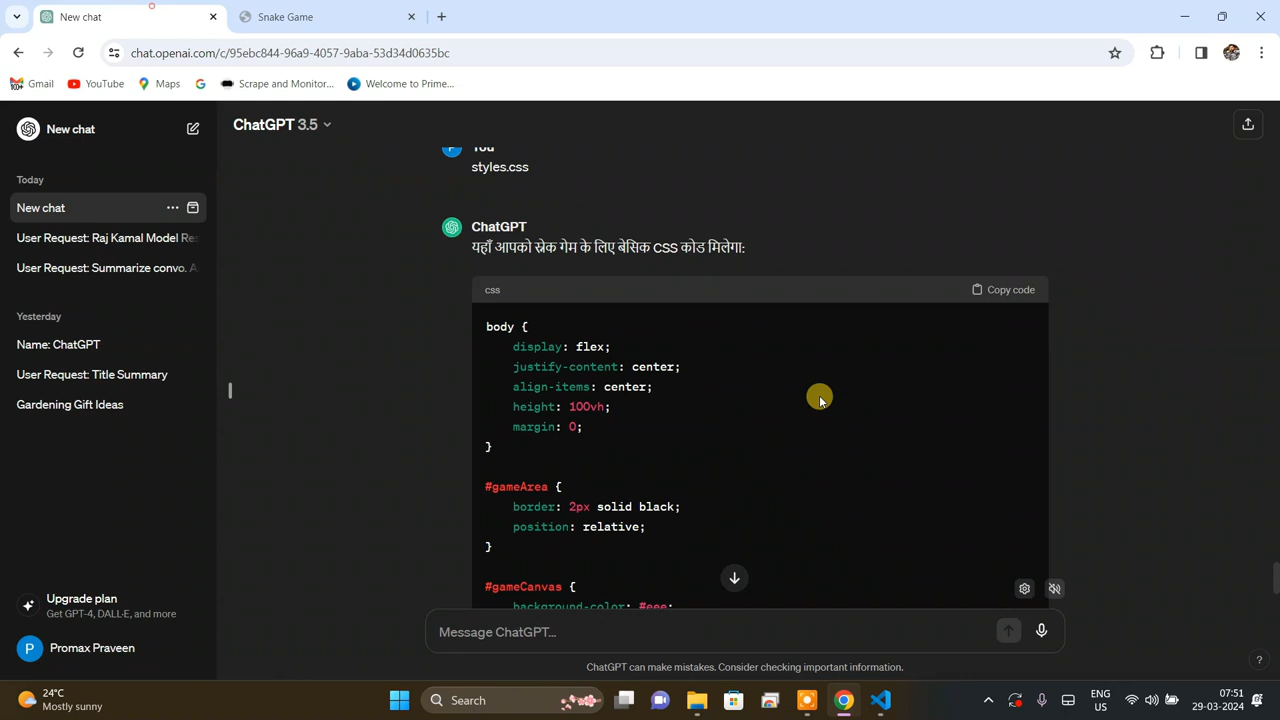 New chat
Snake Game
chat.openai.com/c/95ebc844-96a9-4057-9aba-53d34d0635bc
Gmail
YouTube
Maps
Scrape and Monitor...
Welcome to Prime...
New chat
ChatGPT 3.5
Today
New chat
User Request: Raj Kamal Model Re
User Request: Summarize convo. A
Yesterday
Name: ChatGPT
User Request: Title Summary
Gardening Gift Ideas
Upgrade plan
Get GPT-4, DALL·E, and more
P
Promax Praveen
You
styles.css
ChatGPT
यहाँ आपको स्नेक गेम के लिए बेसिक CSS कोड मिलेगा:
css
Copy code
body {
display: flex;
justify-content: center;
align-items: center;
height: 100vh;
margin: 0;
}
#gameArea {
border: 2px solid black;
position: relative;
}
#gameCanvas {
background-color: #eee;
Message ChatGPT...
ChatGPT can make mistakes. Consider checking important information.
?
24°C
Mostly sunny
Search
ENG
US
07:51
29-03-2024